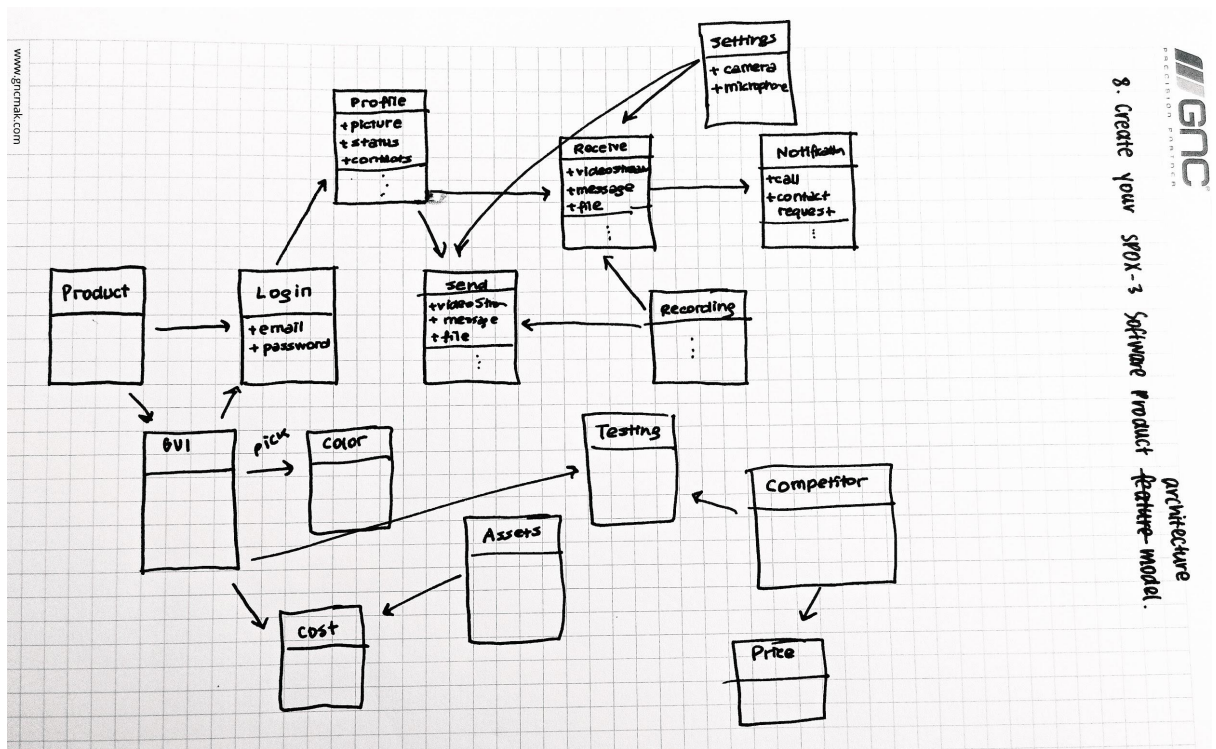 www.gncmak.com
GNC
PRECISION PARTNER
8. Create your SPOX-3 Software Product feature model.
architecture
Settings
+ camera
+ microphone
Profile
+ picture
+ status
+ contacts
Receive
+ videostream
+ message
+ file
Notification
+ call
+ contact
request
Product
Login
+ email
+ password
send
+ videoStream
+ message
+ file
Recording
GUI
pick
color
Testing
Competitor
Assets
cost
Price